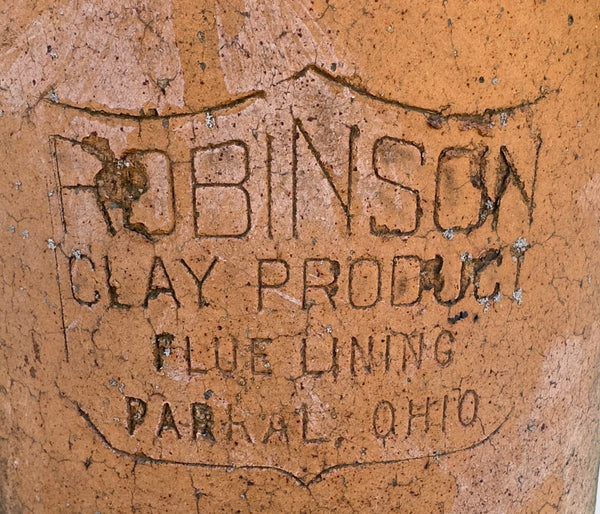 ROBINSON
CLAY PRODUCT
FLUE LINING
PARRAL, OHIO